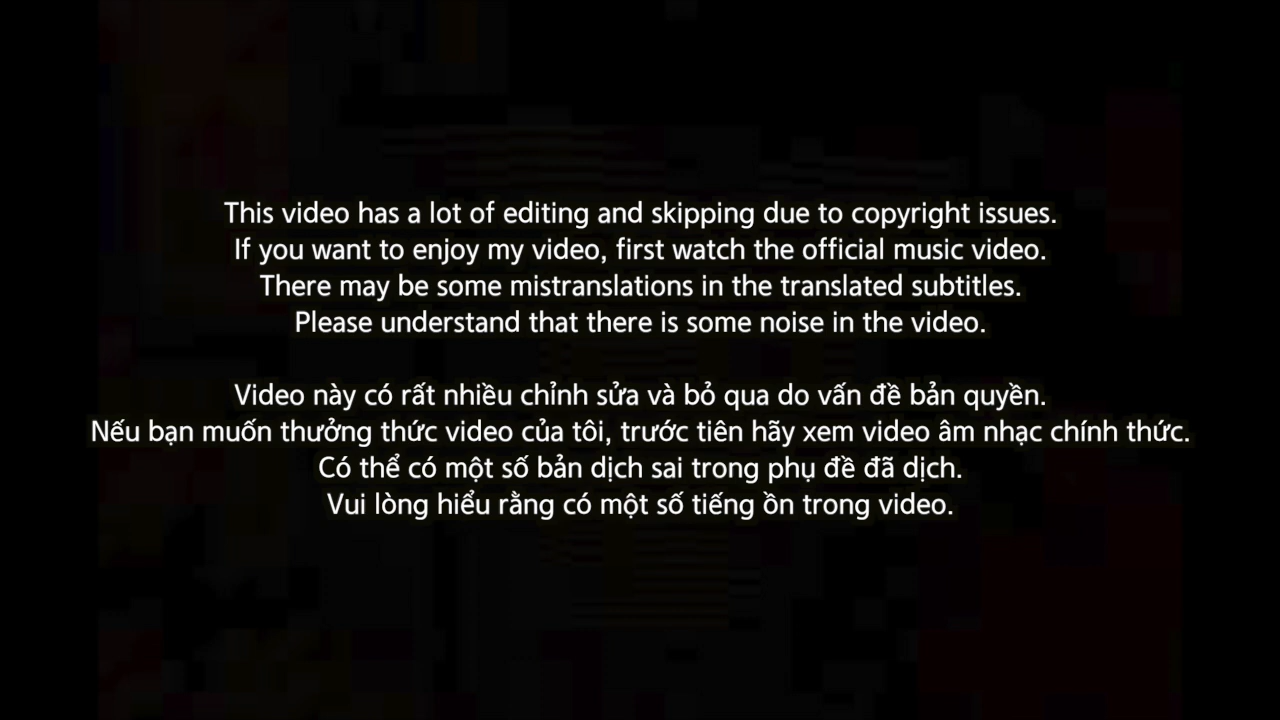 This video has a lot of editing and skipping due to copyright issues.
If you want to enjoy my video, first watch the official music video.
There may be some mistranslations in the translated subtitles.
Please understand that there is some noise in the video.
Video này có rất nhiều chỉnh sửa và bỏ qua do vấn đề bản quyền.
Nếu bạn muốn thưởng thức video của tôi, trước tiên hãy xem video âm nhạc chính thức.
Có thể có một số bản dịch sai trong phụ đề đã dịch.
Vui lòng hiểu rằng có một số tiếng ồn trong video.